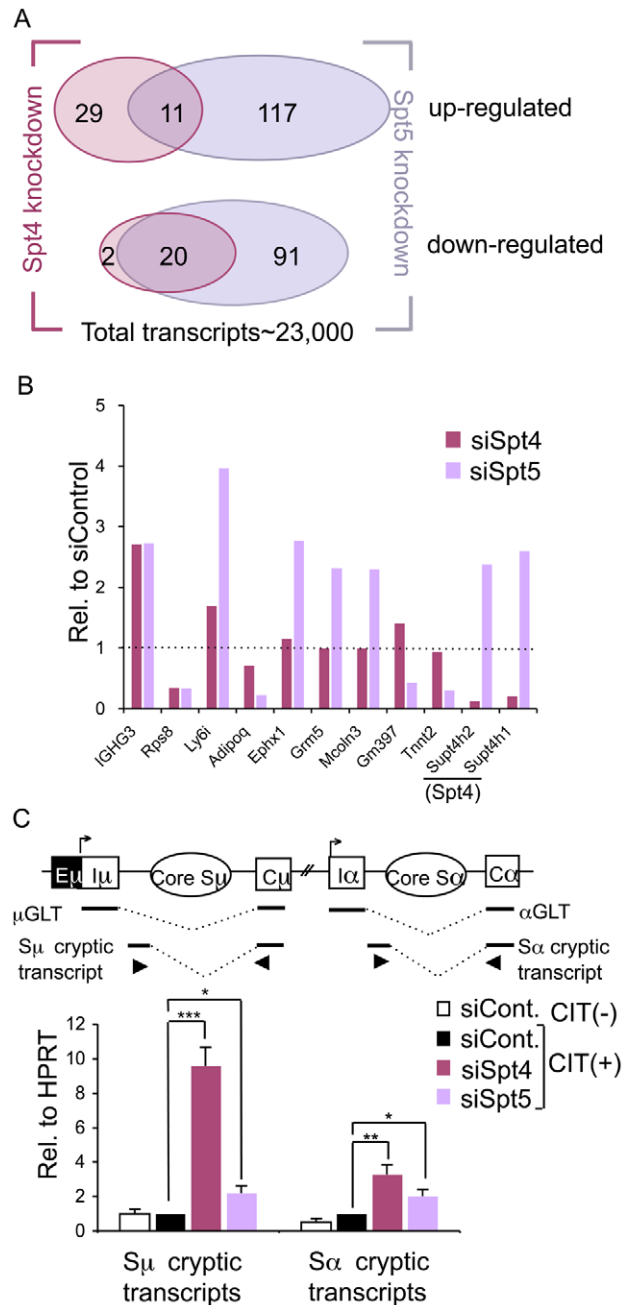 A
Spt4 knockdown
29
11
117
up-regulated
Spt5 knockdown
2
20
91
down-regulated
Total transcripts~23,000
B
Rel. to siControl
5
4
3
2
1
0
siSpt4
siSpt5
IGHG3
Rps8
Ly6i
Adipoq
Ephx1
Grm5
Mcoln3
Gm397
Tnnt2
Supt4h2
Supt4h1
(Spt4)
C
Eμ
Iμ
Core Sμ
Cμ
Iα
Core Sα
Cα
μGLT
αGLT
Sμ cryptic
transcript
Sα cryptic
transcript
Rel. to HPRT
12
10
8
6
4
2
0
*
***
*
**
siCont. CIT(-)
siCont.
siSpt4 CIT(+)
siSpt5
Sμ cryptic
transcripts
Sα cryptic
transcripts